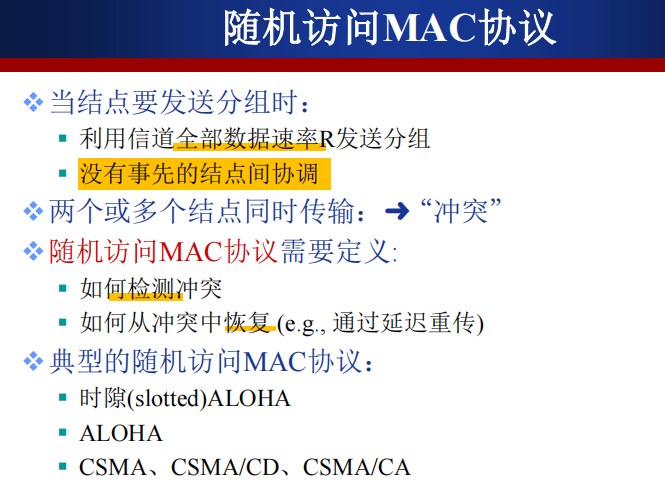 随机访问MAC协议
当结点要发送分组时：
利用信道全部数据速率R发送分组
没有事先的结点间协调
两个或多个结点同时传输：➔“冲突”
随机访问MAC协议需要定义:
如何检测冲突
如何从冲突中恢复 (e.g., 通过延迟重传)
典型的随机访问MAC协议：
时隙(slotted)ALOHA
ALOHA
CSMA、CSMA/CD、CSMA/CA